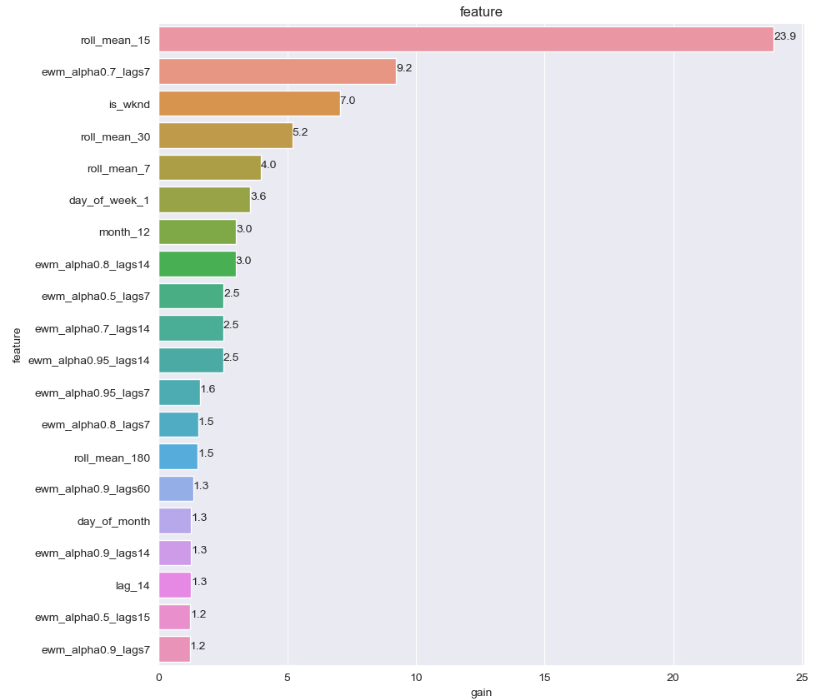 feature
roll_mean_15 23.9
ewm_alpha0.7_lags7 9.2
is_wknd 7.0
roll_mean_30 5.2
roll_mean_7 4.0
day_of_week_1 3.6
month_12 3.0
ewm_alpha0.8_lags14 3.0
ewm_alpha0.5_lags7 2.5
ewm_alpha0.7_lags14 2.5
feature
ewm_alpha0.95_lags14 2.5
ewm_alpha0.95_lags7 1.6
ewm_alpha0.8_lags7 1.5
roll_mean_180 1.5
ewm_alpha0.9_lags60 1.3
day_of_month 1.3
ewm_alpha0.9_lags14 1.3
lag_14 1.3
ewm_alpha0.5_lags15 1.2
ewm_alpha0.9_lags7 1.2
0 5 10 15 20 25
gain